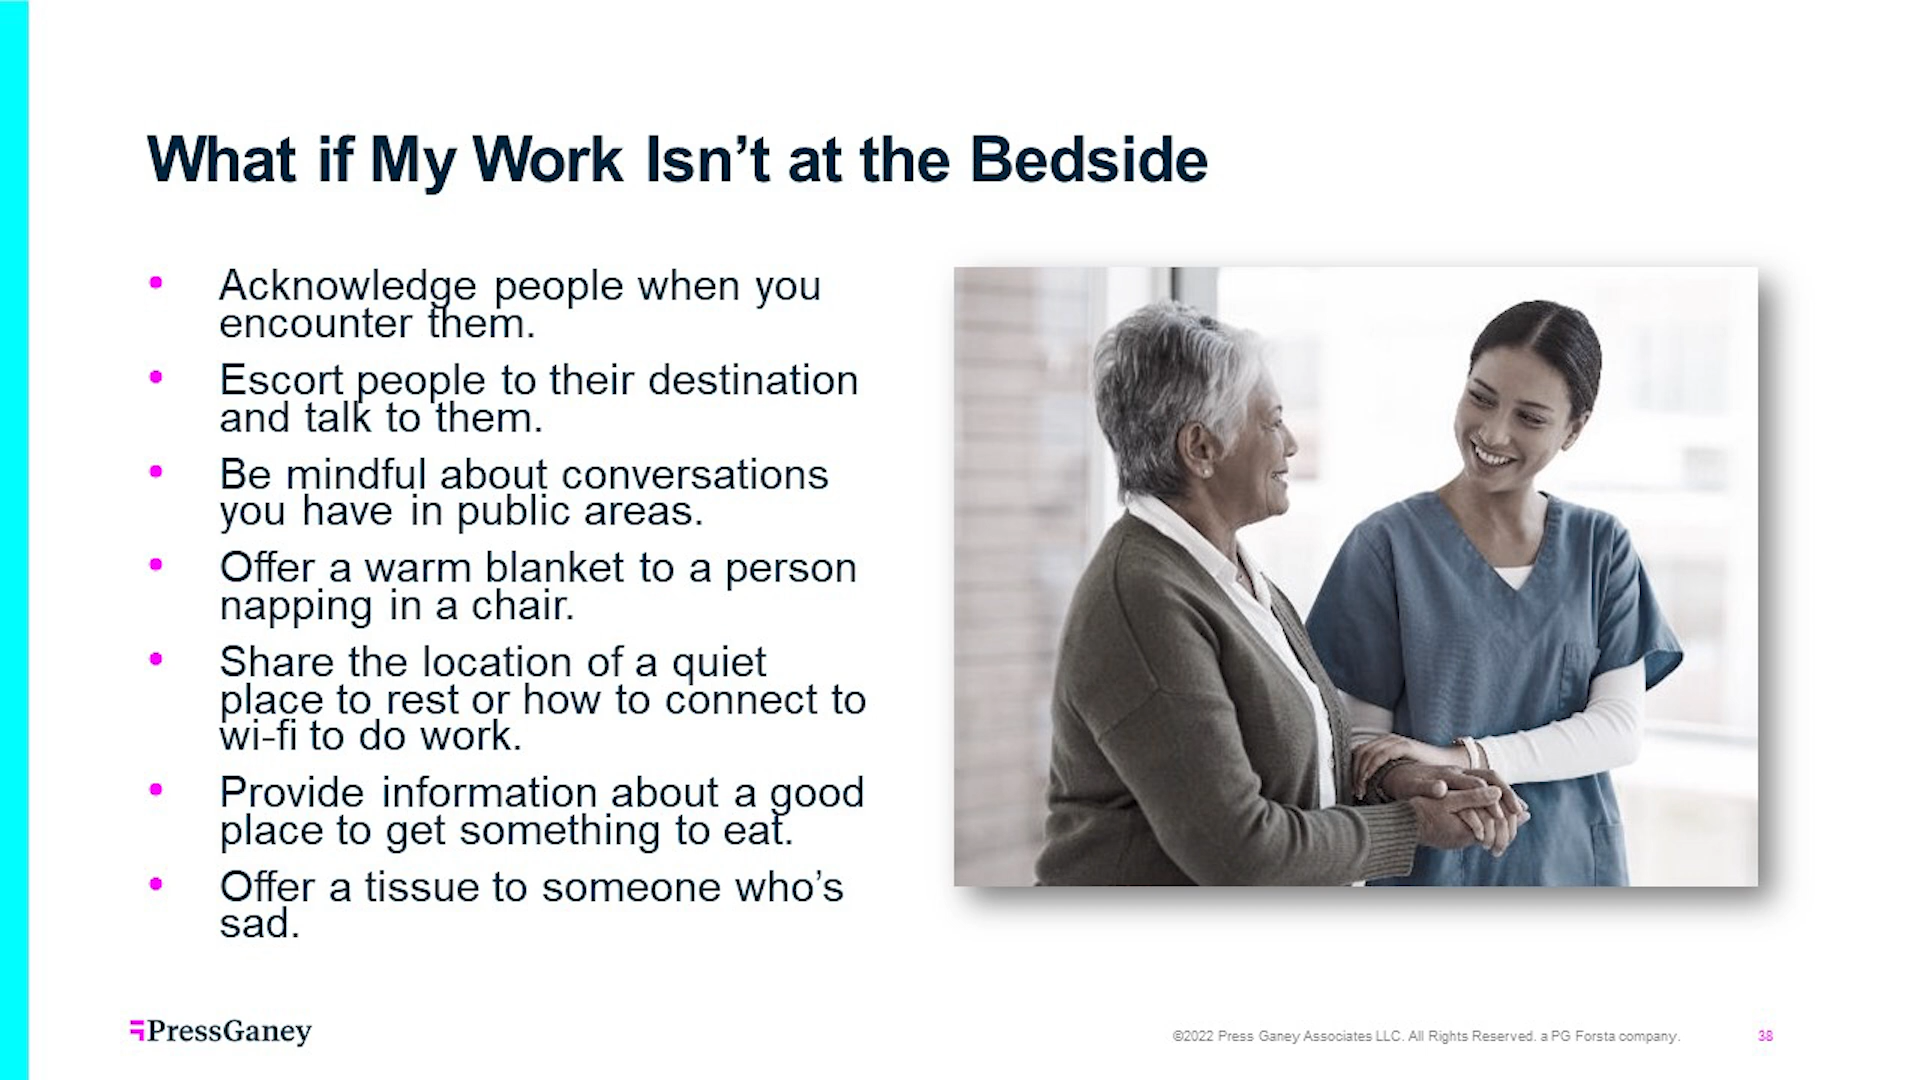 What if My Work Isn’t at the Bedside
• Acknowledge people when you
encounter them.
• Escort people to their destination
and talk to them.
• Be mindful about conversations
you have in public areas.
• Offer a warm blanket to a person
napping in a chair.
• Share the location of a quiet
place to rest or how to connect to
wi-fi to do work.
• Provide information about a good
place to get something to eat.
• Offer a tissue to someone who’s
sad.
PressGaney
©2022 Press Ganey Associates LLC. All Rights Reserved. a PG Forsta company.
38